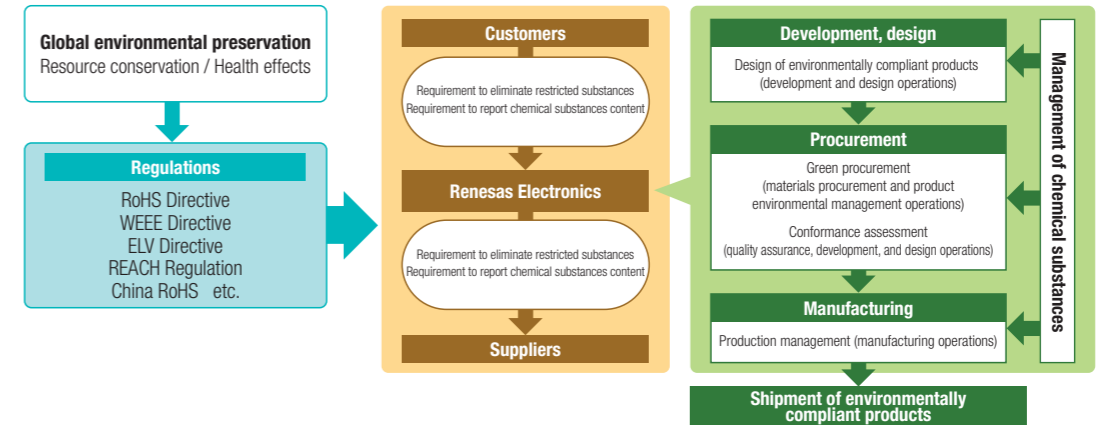 Global environmental preservation
Resource conservation / Health effects
Regulations
RoHS Directive
WEEE Directive
ELV Directive
REACH Regulation
China RoHS etc.
Customers
Requirement to eliminate restricted substances
Requirement to report chemical substances content
Renesas Electronics
Requirement to eliminate restricted substances
Requirement to report chemical substances content
Suppliers
Development, design
Design of environmentally compliant products
(development and design operations)
Procurement
Green procurement
(materials procurement and product
environmental management operations)
Conformance assessment
(quality assurance, development, and design operations)
Manufacturing
Production management (manufacturing operations)
Management of chemical substances
Shipment of environmentally
compliant products